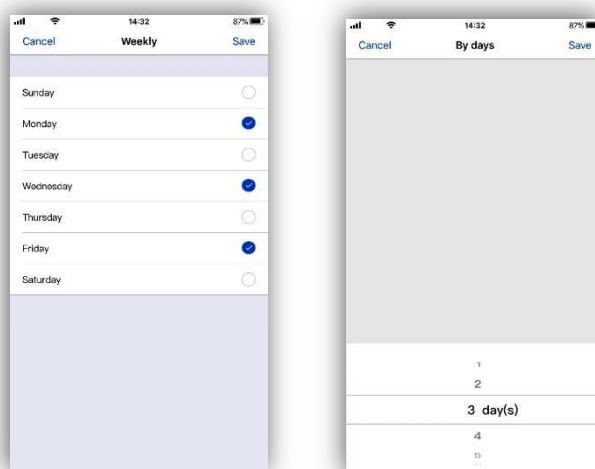 14:32 87%
Cancel Weekly Save
Sunday
Monday
Tuesday
Wednesday
Thursday
Friday
Saturday
14:32 87%
Cancel By days Save
1
2
3 day(s)
4
5